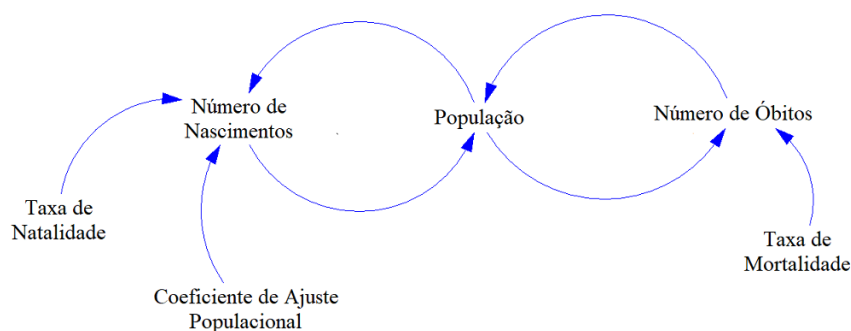 Número de
Nascimentos
População
Número de Óbitos
Taxa de
Natalidade
Taxa de
Mortalidade
Coeficiente de Ajuste
Populacional